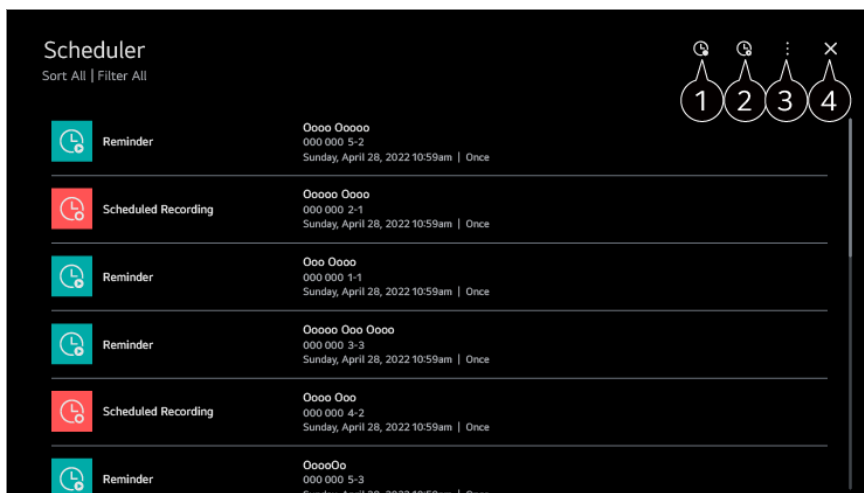 Scheduler
Sort All | Filter All
1 2 3 4
Reminder
Oooo Ooooo
000 000 5-2
Sunday, April 28, 2022 10:59am | Once
Scheduled Recording
Ooooo Oooo
000 000 2-1
Sunday, April 28, 2022 10:59am | Once
Reminder
Ooo Oooo
000 000 1-1
Sunday, April 28, 2022 10:59am | Once
Reminder
Ooooo Ooo Oooo
000 000 3-3
Sunday, April 28, 2022 10:59am | Once
Scheduled Recording
Oooo Ooo
000 000 4-2
Sunday, April 28, 2022 10:59am | Once
Reminder
OoooOo
000 000 5-3